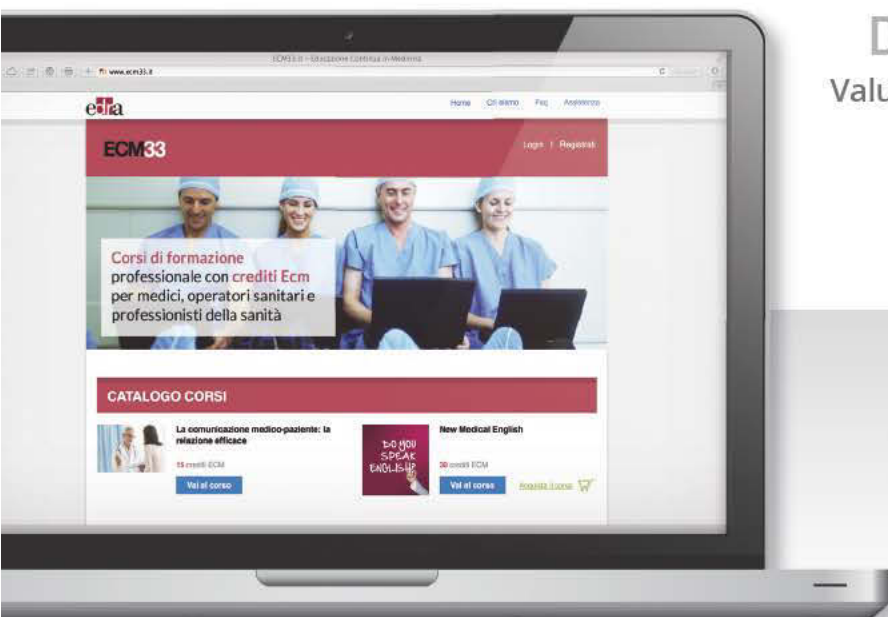 ECM33.it - Educazione Continua in Medicina
www.ecm33.it
edra
Home Chi siamo Faq Assistenza
ECM33
Login | Registrati
Corsi di formazione
professionale con crediti Ecm
per medici, operatori sanitari e
professionisti della sanità
CATALOGO CORSI
La comunicazione medico-paziente: la
relazione efficace
15 crediti ECM
Vai al corso
DO YOU
SPEAK
ENGLISH?
New Medical English
30 crediti ECM
Vai al corso
Acquista il corso
Valu